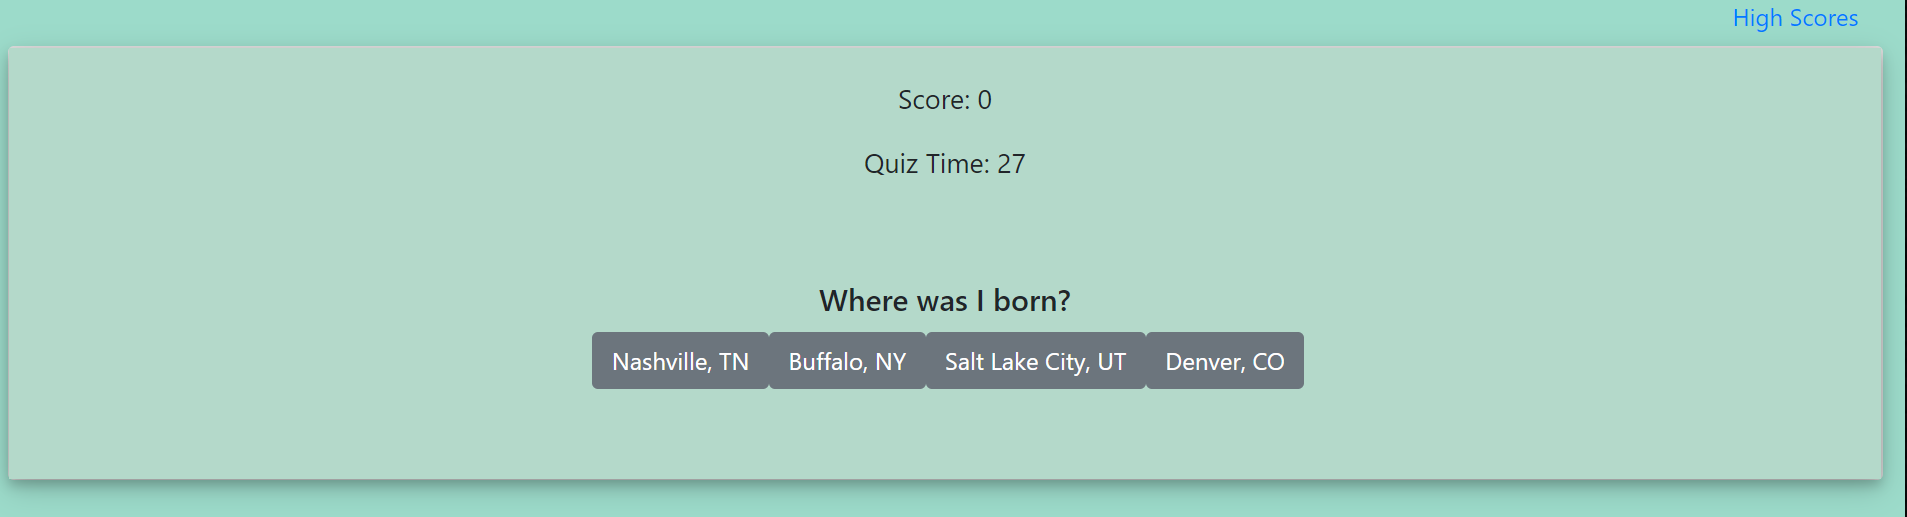 High Scores
Score: 0
Quiz Time: 27
Where was I born?
Nashville, TN Buffalo, NY Salt Lake City, UT Denver, CO